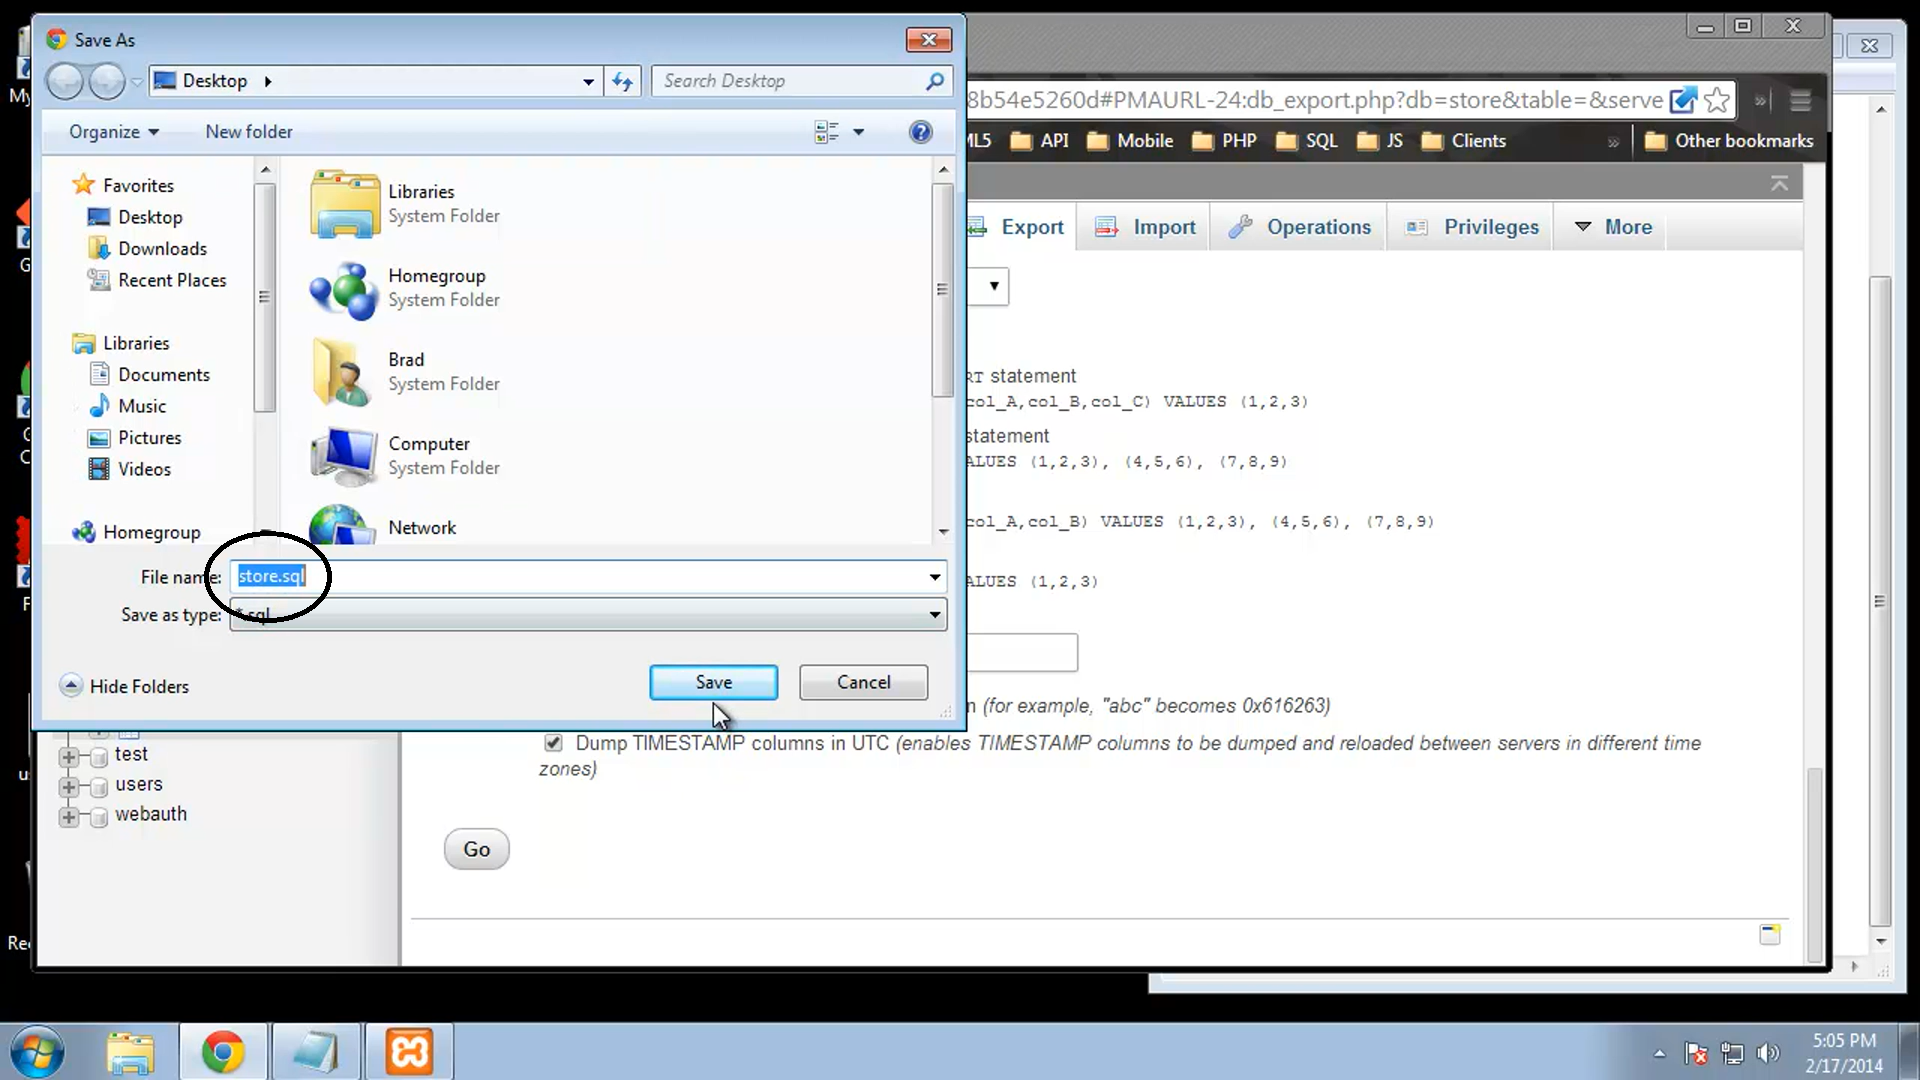 Save As
Desktop
Search Desktop
8b54e5260d#PMAURL-24:db_export.php?db=store&table=&serve
Organize
New folder
API
Mobile
PHP
SQL
JS
Clients
»
Other bookmarks
Favorites
Desktop
Downloads
Recent Places
Libraries
Documents
Music
Pictures
Videos
Homegroup
Libraries
System Folder
Homegroup
System Folder
Brad
System Folder
Computer
System Folder
Network
Export
Import
Operations
Privileges
More
RT statement
col_A,col_B,col_C) VALUES (1,2,3)
statement
ALUES (1,2,3), (4,5,6), (7,8,9)
col_A,col_B) VALUES (1,2,3), (4,5,6), (7,8,9)
ALUES (1,2,3)
File name: store.sql
Save as type: *.sql
Hide Folders
Save
Cancel
n (for example, "abc" becomes 0x616263)
Dump TIMESTAMP columns in UTC (enables TIMESTAMP columns to be dumped and reloaded between servers in different time
zones)
test
users
webauth
Go
5:05 PM
2/17/2014